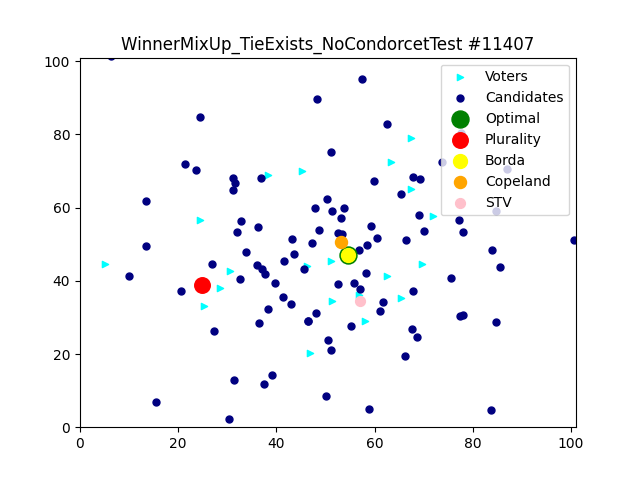 WinnerMixUp_TieExists_NoCondorcetTest #11407
100
80
60
40
20
0
0
20
40
60
80
100
Voters
Candidates
Optimal
Plurality
Borda
Copeland
STV